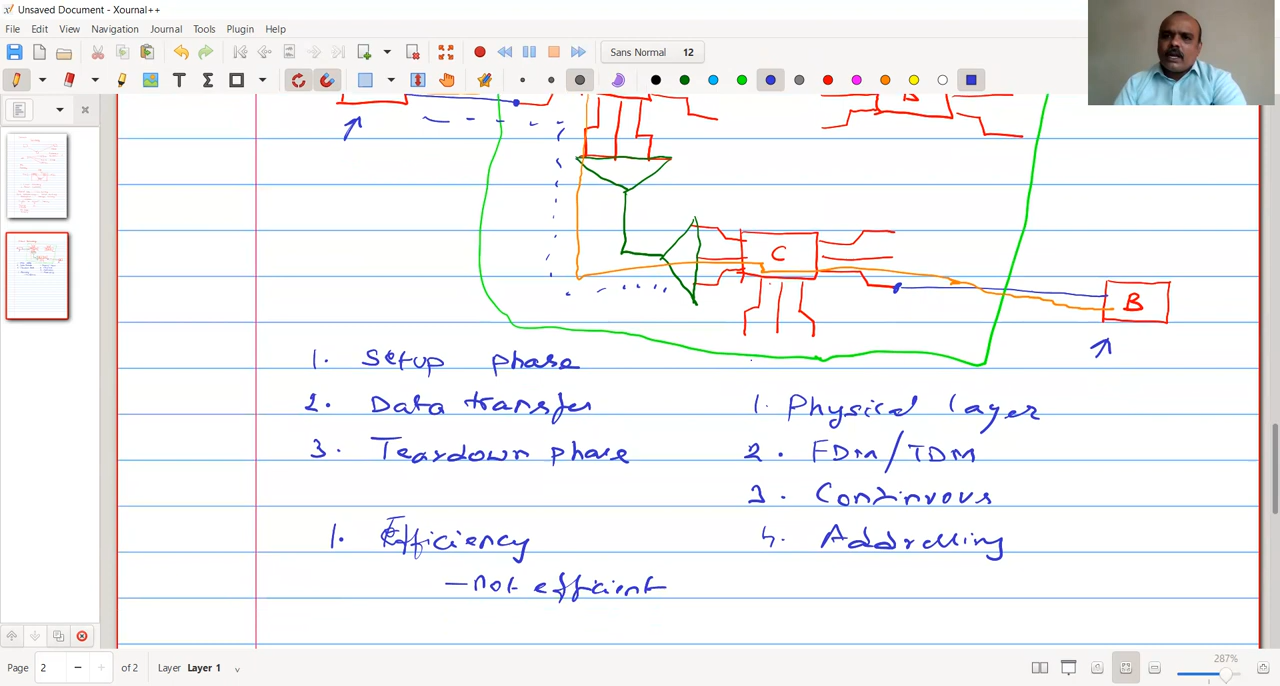 Unsaved Document - Xournal++
File Edit View Navigation Journal Tools Plugin Help
Sans Normal 12
B
C
B
1. Setup phase
2. Data transfer
3. Teardown phase
1. Physical layer
2. FDM/TDM
3. Continuous
4. Addressing
1. Efficiency
- not efficient
Page 2 of 2 Layer Layer 1
287%